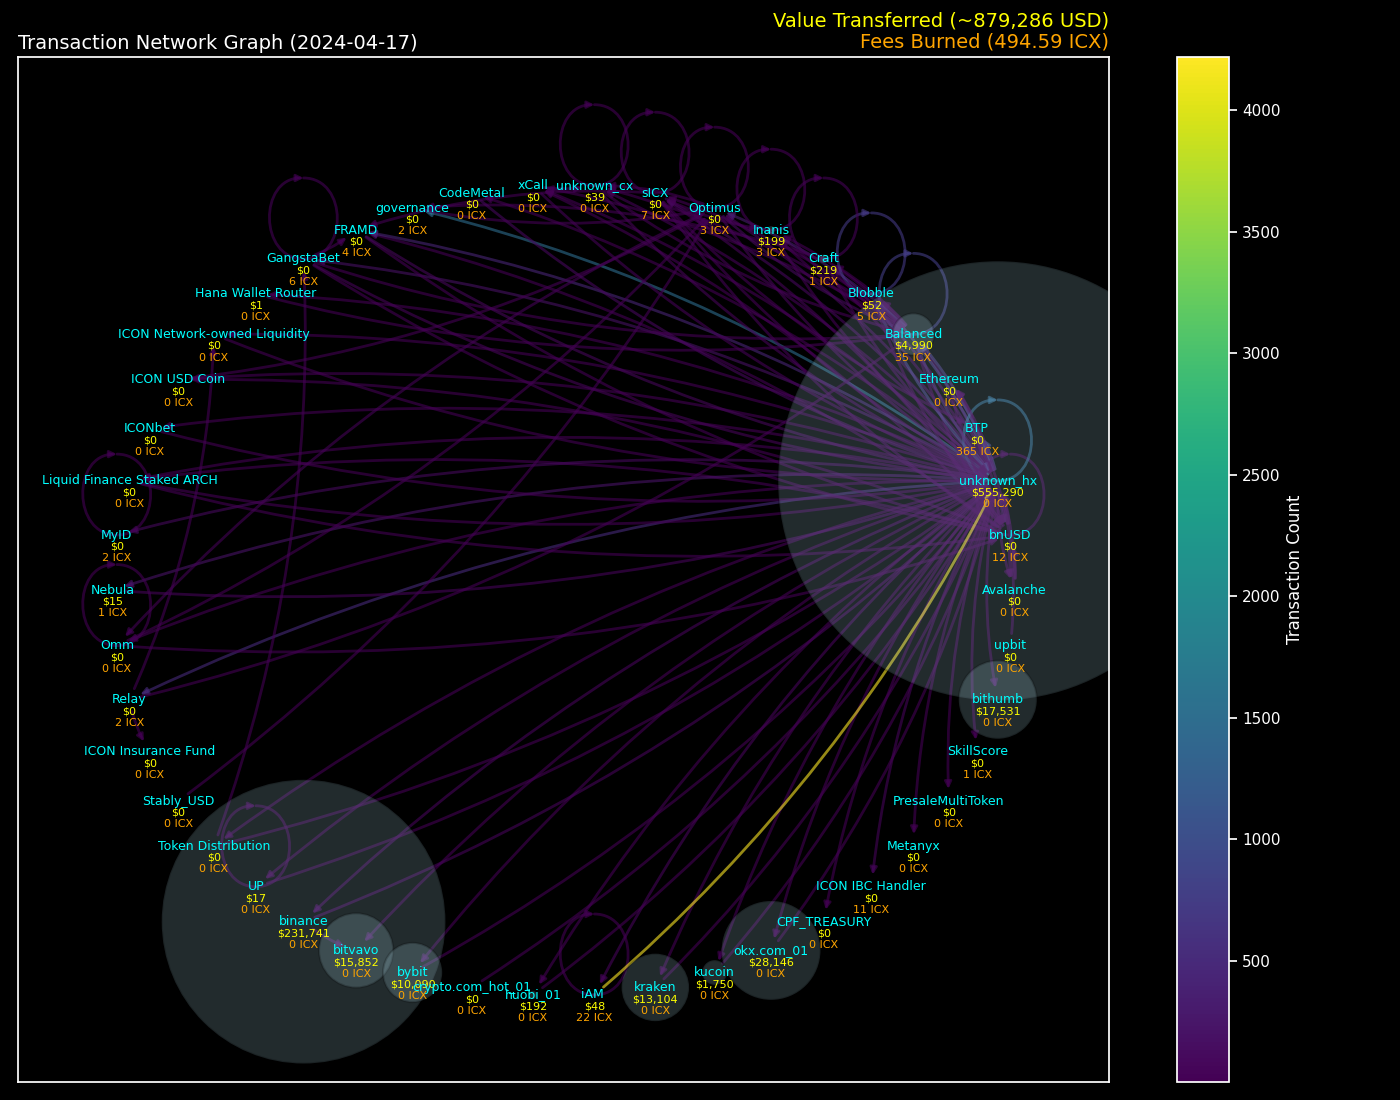 Value Transferred (~879,286 USD)
Transaction Network Graph (2024-04-17)
Fees Burned (494.59 ICX)
CodeMetal
$0
0 ICX
xCall
$0
0 ICX
unknown_cx
$39
0 ICX
sICX
$0
7 ICX
governance
$0
2 ICX
Optimus
$0
3 ICX
FRAMD
$0
4 ICX
Inanis
$199
3 ICX
GangstaBet
$0
6 ICX
Craft
$219
1 ICX
Hana Wallet Router
$1
0 ICX
Blobble
$52
5 ICX
ICON Network-owned Liquidity
$0
0 ICX
Balanced
$4,990
35 ICX
ICON USD Coin
$0
0 ICX
Ethereum
$0
0 ICX
ICONbet
$0
0 ICX
BTP
$0
365 ICX
Liquid Finance Staked ARCH
$0
0 ICX
unknown_hx
$555,290
0 ICX
MyID
$0
2 ICX
bnUSD
$0
12 ICX
Nebula
$15
1 ICX
Avalanche
$0
0 ICX
Omm
$0
0 ICX
upbit
$0
0 ICX
Relay
$0
2 ICX
bithumb
$17,531
0 ICX
ICON Insurance Fund
$0
0 ICX
SkillScore
$0
1 ICX
Stably_USD
$0
0 ICX
PresaleMultiToken
$0
0 ICX
Token Distribution
$0
0 ICX
Metanyx
$0
0 ICX
UP
$17
0 ICX
ICON IBC Handler
$0
11 ICX
binance
$231,741
0 ICX
CPF_TREASURY
$0
0 ICX
bitvavo
$15,852
0 ICX
okx.com_01
$28,146
0 ICX
bybit
$10,090
0 ICX
crypto.com_hot_01
$0
0 ICX
huobi_01
$192
0 ICX
iAM
$48
22 ICX
kraken
$13,104
0 ICX
kucoin
$1,750
0 ICX
4000
3500
3000
2500
2000
1500
1000
500
Transaction Count